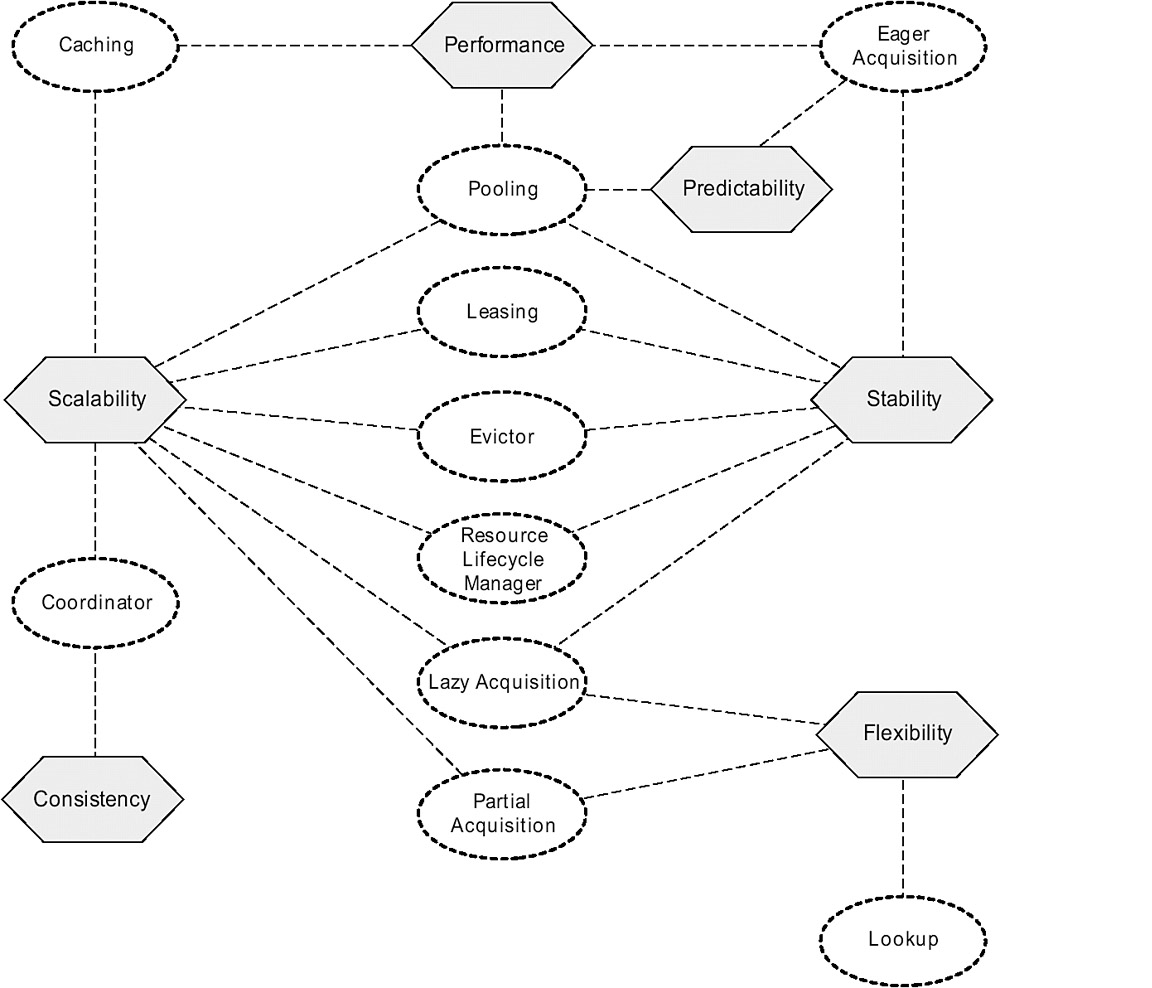 Caching
Performance
Eager
Acquisition
Pooling
Predictability
Leasing
Scalability
Stability
Evictor
Resource
Lifecycle
Manager
Coordinator
Lazy Acquisition
Flexibility
Consistency
Partial
Acquisition
Lookup